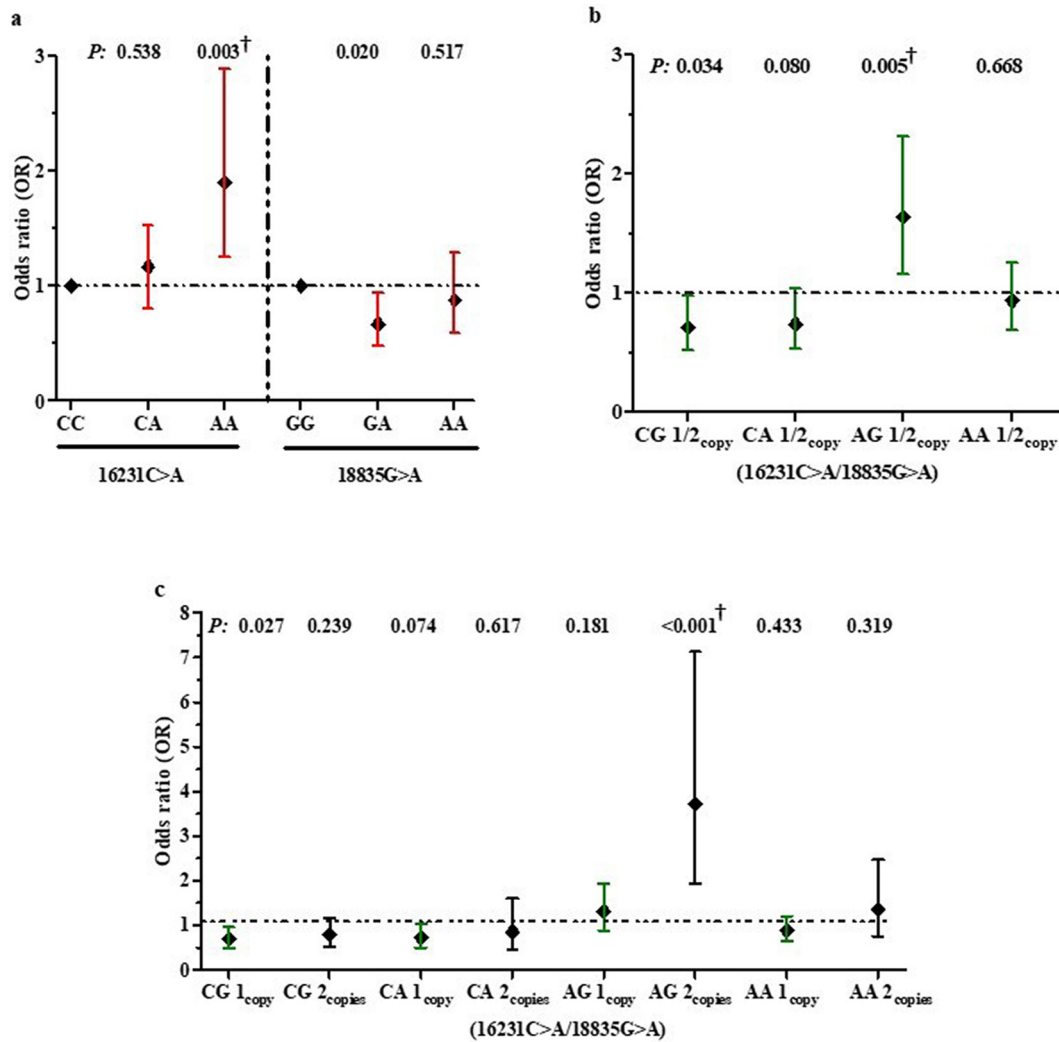 a
P: 0.538 0.003† 0.020 0.517
3
2
1
0
Odds ratio (OR)
CC CA AA GG GA AA
16231C>A 18835G>A
b
P: 0.034 0.080 0.005† 0.668
3
2
1
0
Odds ratio (OR)
CG 1/2copy CA 1/2copy AG 1/2copy AA 1/2copy
(16231C>A/18835G>A)
c
P: 0.027 0.239 0.074 0.617 0.181 <0.001† 0.433 0.319
8
7
6
5
4
3
2
1
0
Odds ratio (OR)
CG 1copy CG 2copies CA 1copy CA 2copies AG 1copy AG 2copies AA 1copy AA 2copies
(16231C>A/18835G>A)